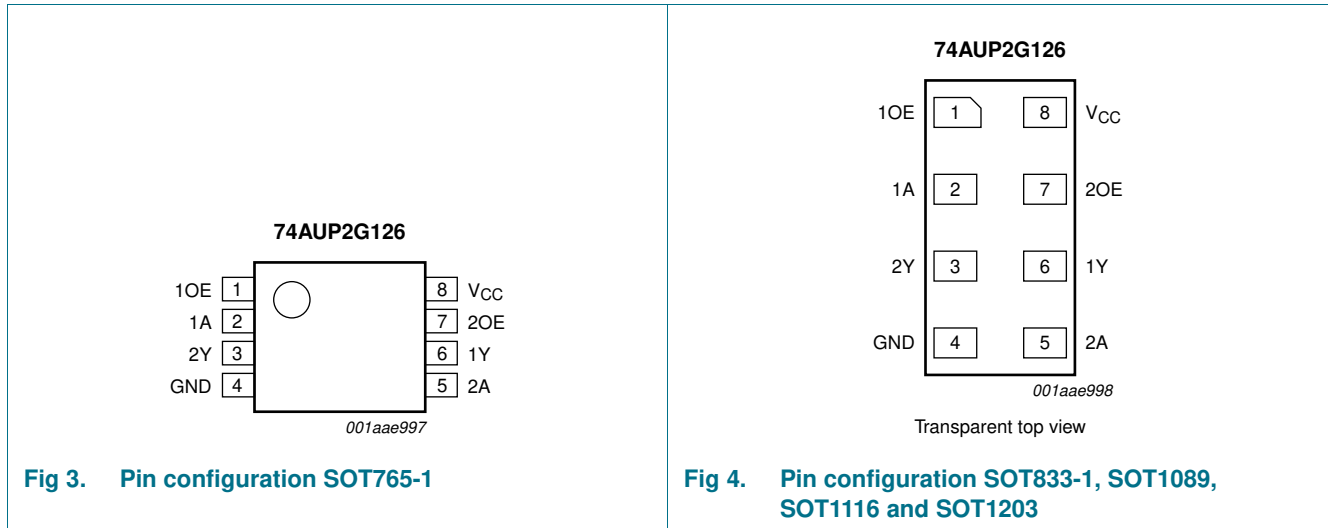 74AUP2G126
1OE 1
8 VCC
1A 2
7 2OE
2Y 3
6 1Y
GND 4
5 2A
001aae997
Fig 3. Pin configuration SOT765-1
74AUP2G126
1OE 1
8 VCC
1A 2
7 2OE
2Y 3
6 1Y
GND 4
5 2A
001aae998
Transparent top view
Fig 4. Pin configuration SOT833-1, SOT1089,
SOT1116 and SOT1203